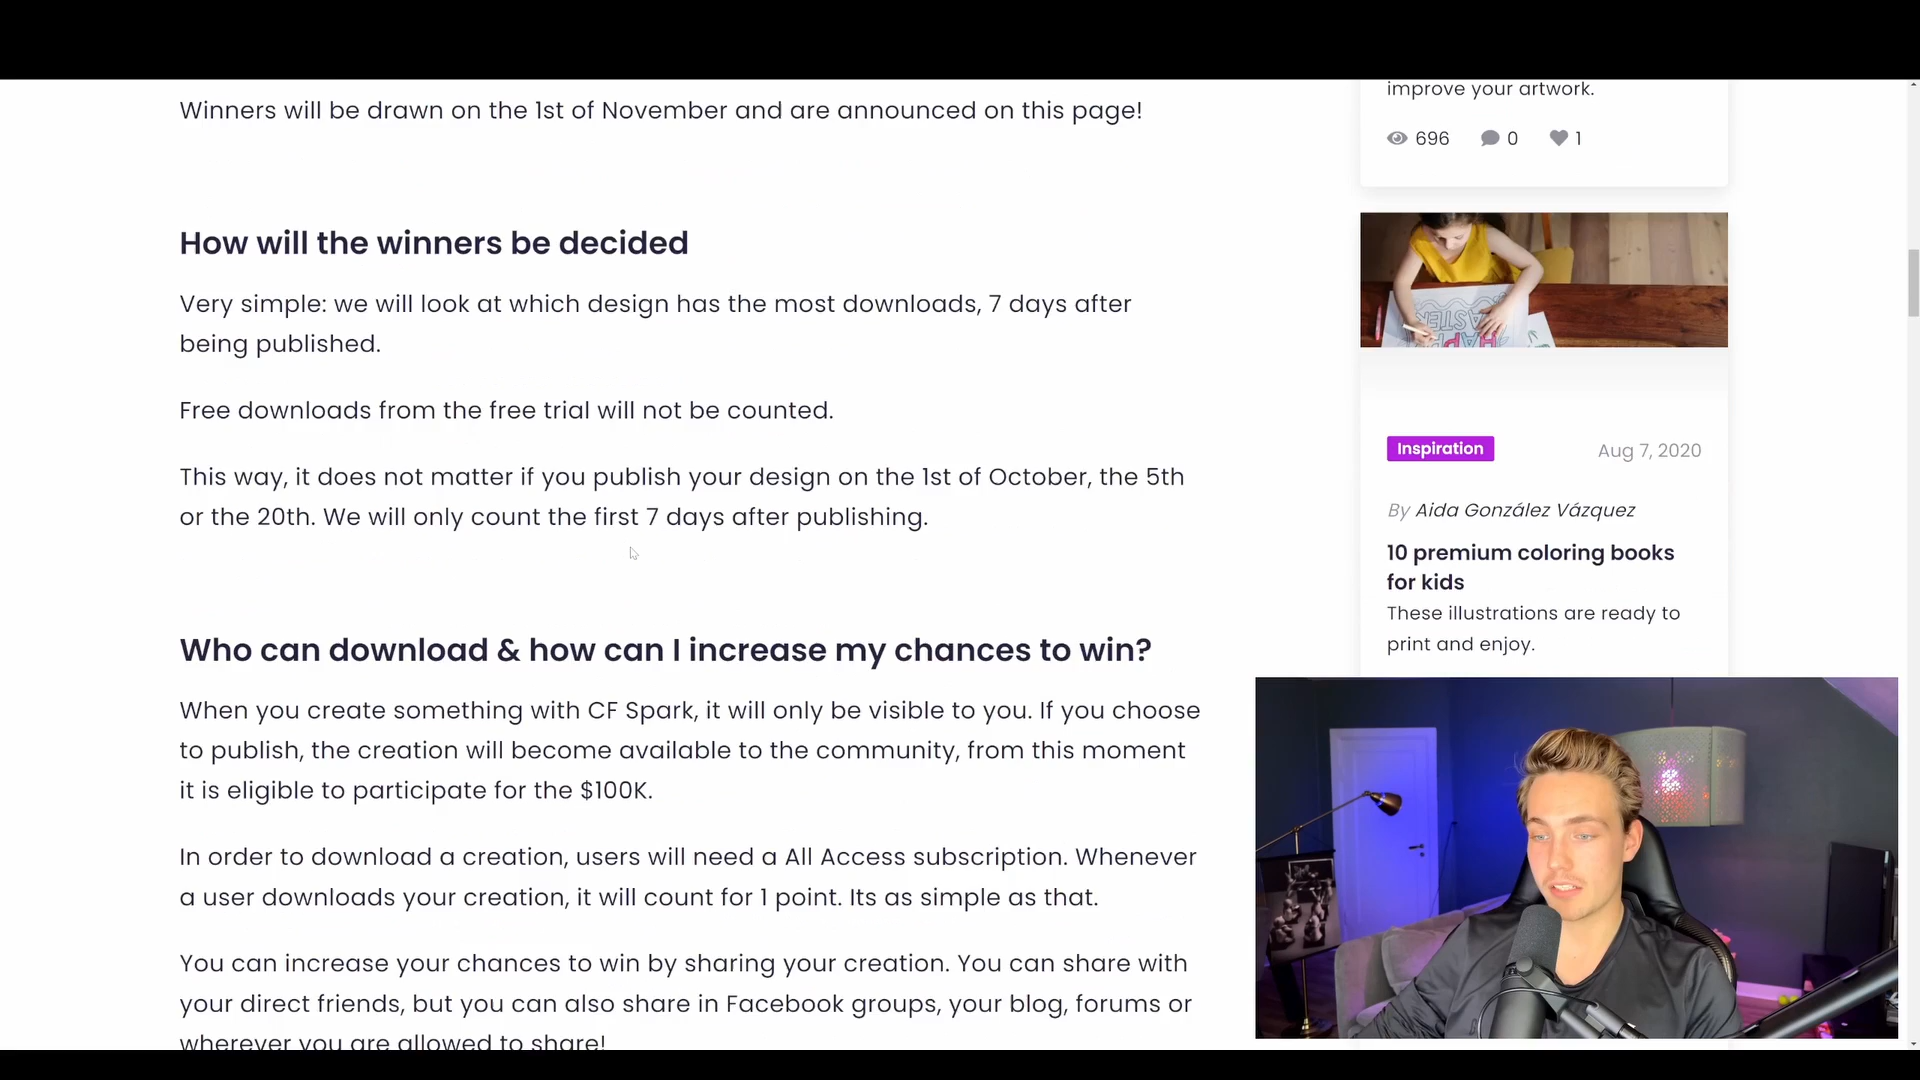 Winners will be drawn on the 1st of November and are announced on this page!
How will the winners be decided
Very simple: we will look at which design has the most downloads, 7 days after
being published.
Free downloads from the free trial will not be counted.
This way, it does not matter if you publish your design on the 1st of October, the 5th
or the 20th. We will only count the first 7 days after publishing.
Who can download & how can I increase my chances to win?
When you create something with CF Spark, it will only be visible to you. If you choose
to publish, the creation will become available to the community, from this moment
it is eligible to participate for the $100K.
In order to download a creation, users will need a All Access subscription. Whenever
a user downloads your creation, it will count for 1 point. Its as simple as that.
You can increase your chances to win by sharing your creation. You can share with
your direct friends, but you can also share in Facebook groups, your blog, forums or
wherever you are allowed to share!
improve your artwork.
696 0 1
HAPPY
EASTER
Inspiration Aug 7, 2020
By Aida González Vázquez
10 premium coloring books
for kids
These illustrations are ready to
print and enjoy.